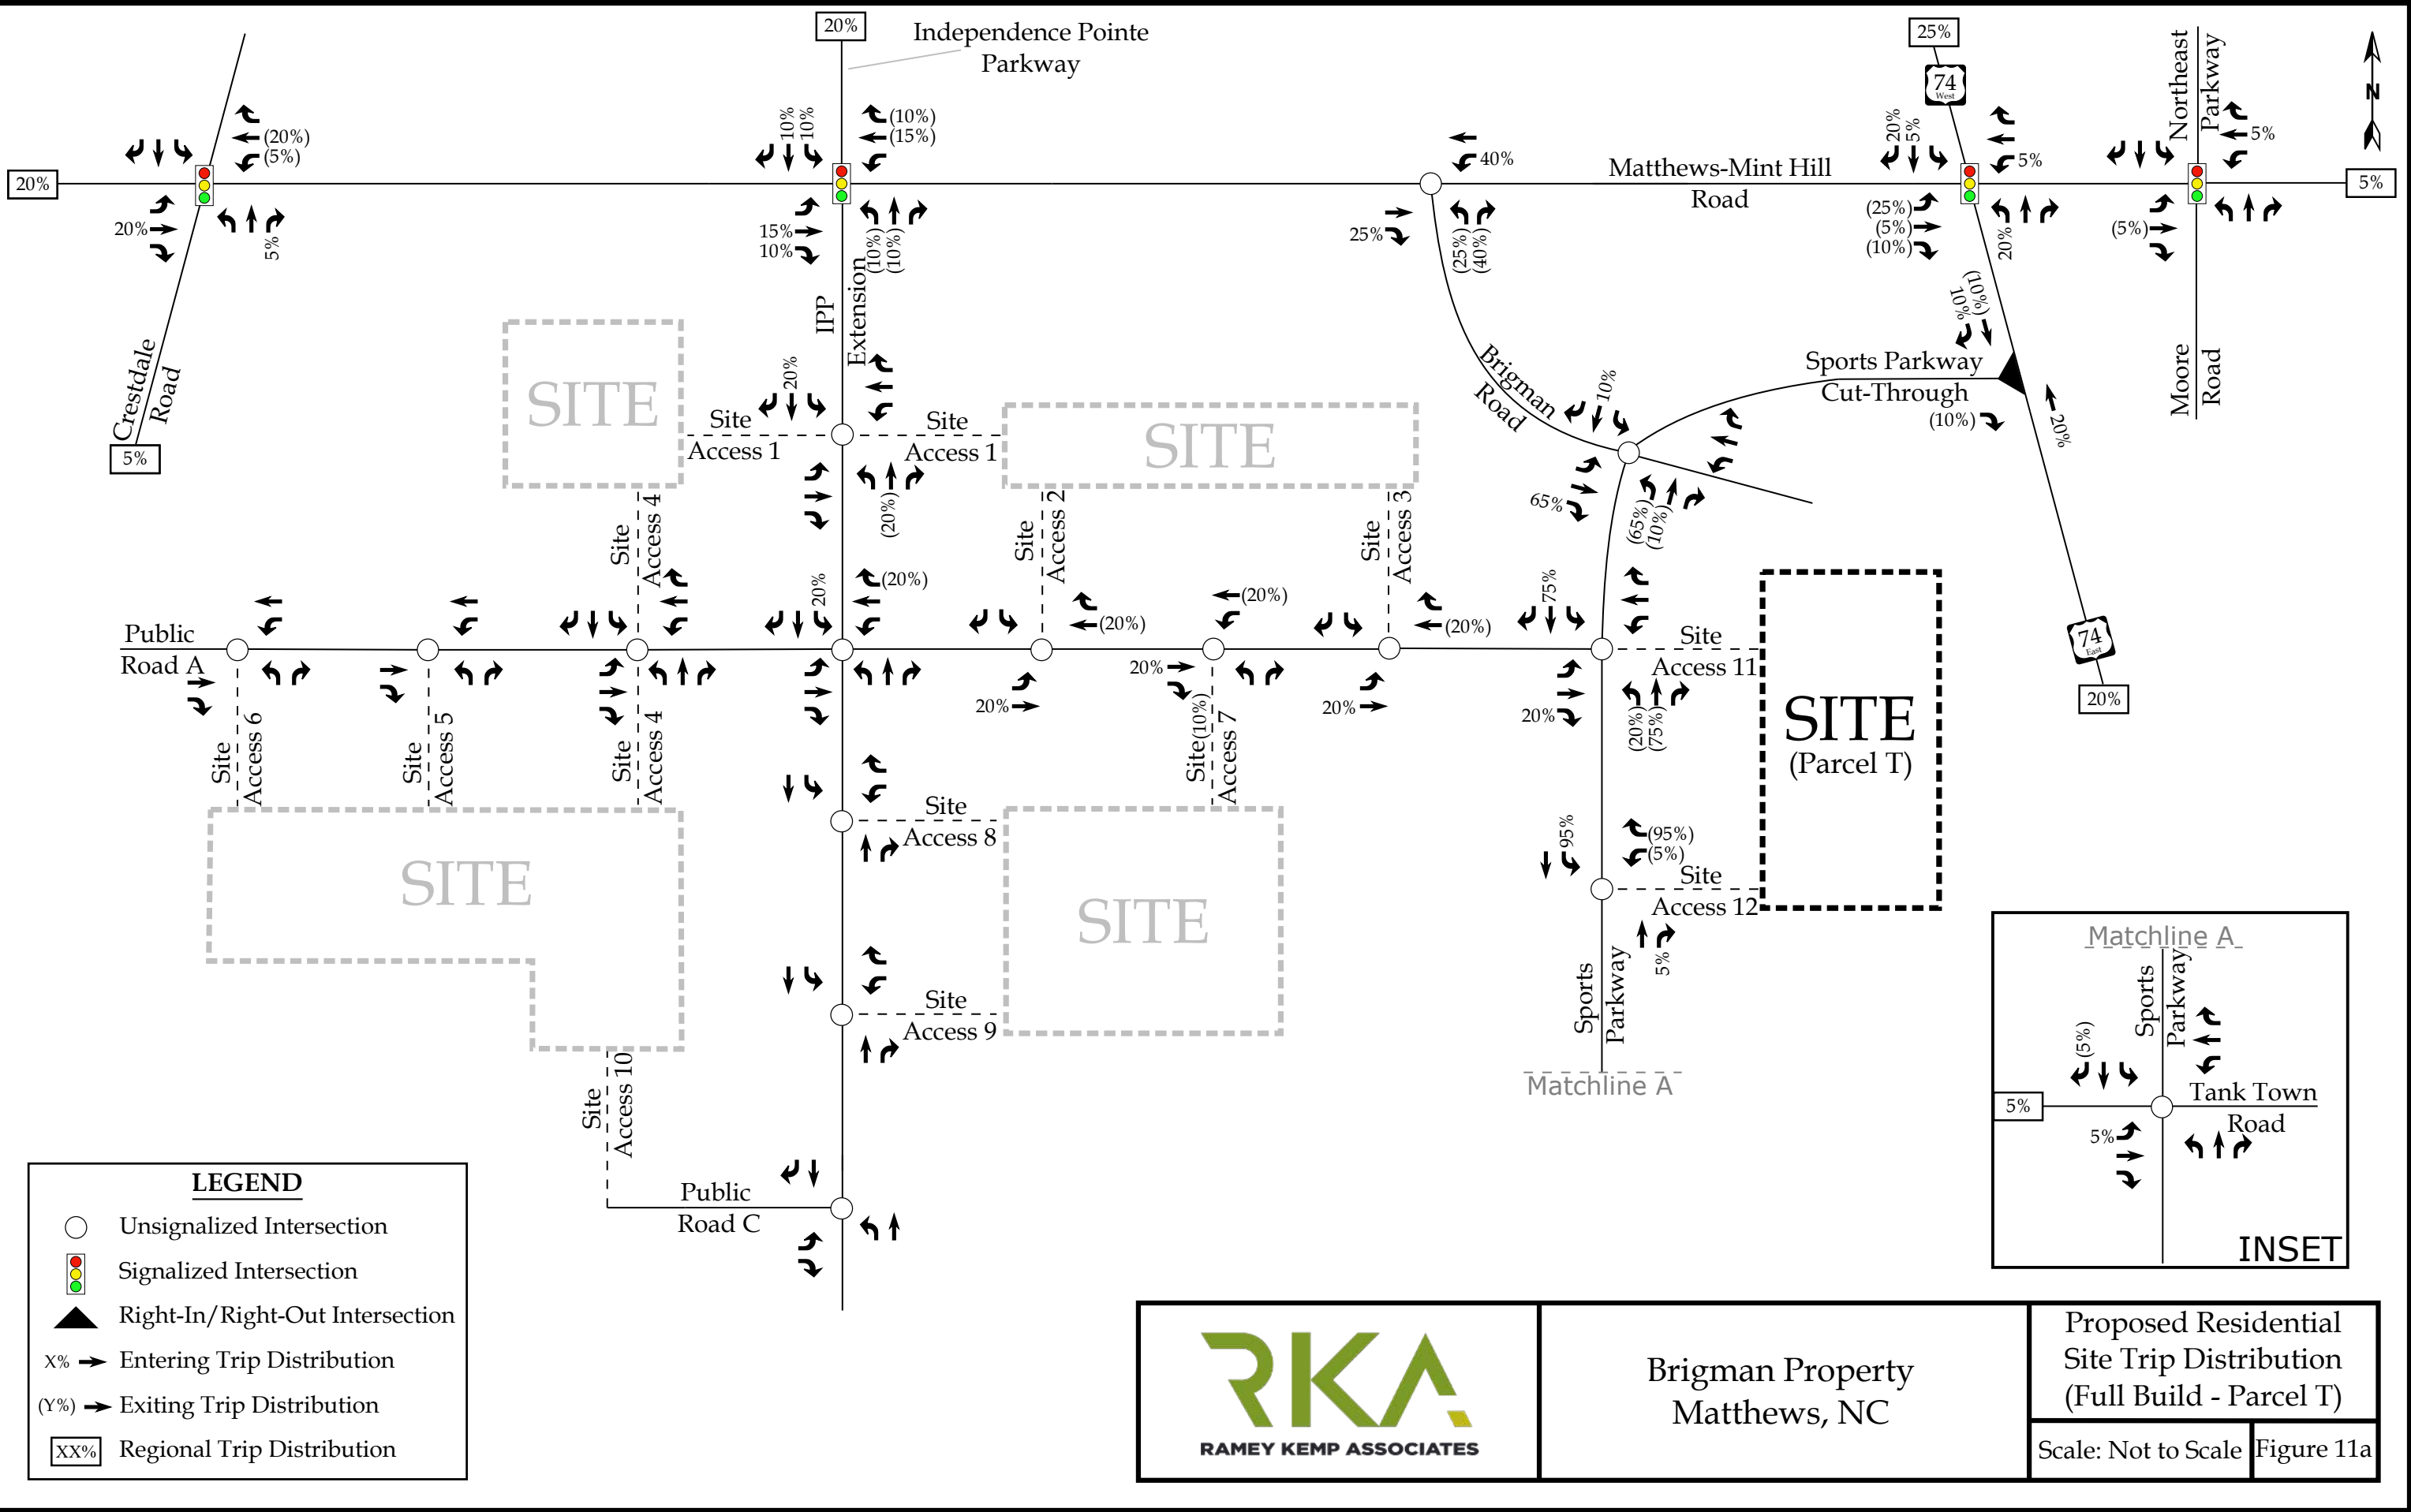 20%
Independence Pointe
Parkway
25%
74
West
Northeast
Parkway
N
(20%)
(5%)
10%
10%
(10%)
(15%)
40%
20%
5%
5%
5%
20%
Matthews-Mint Hill
Road
5%
20%
5%
15%
10%
(10%)
(10%)
25%
(25%)
(40%)
(25%)
(5%)
(10%)
20%
(5%)
IPP
Extension
(10%)
10%
Crestdale
Road
5%
20%
SITE
Site
Access 1
Site
Access 1
SITE
Brigman
Road
10%
Sports Parkway
Cut-Through
(10%)
20%
Moore
Road
(20%)
65%
(65%)
(10%)
Site
Access 4
Site
Access 2
Site
Access 3
20%
(20%)
(20%)
(20%)
(20%)
75%
Public
Road A
Site
Access 11
74
East
20%
20%
20%
20%
20%
(20%)
(75%)
SITE
(Parcel T)
Site
Access 6
Site
Access 5
Site
Access 4
Site
(10%)
Access 7
Site
Access 8
95%
(95%)
(5%)
Site
Access 12
5%
SITE
SITE
Site
Access 9
Sports
Parkway
Matchline A
Site
Access 10
Public
Road C
Matchline A
Sports
Parkway
(5%)
5%
Tank Town
Road
5%
INSET
LEGEND
Unsignalized Intersection
Signalized Intersection
Right-In/Right-Out Intersection
X% Entering Trip Distribution
(Y%) Exiting Trip Distribution
XX% Regional Trip Distribution
RKA
RAMEY KEMP ASSOCIATES
Brigman Property
Matthews, NC
Proposed Residential
Site Trip Distribution
(Full Build - Parcel T)
Scale: Not to Scale
Figure 11a